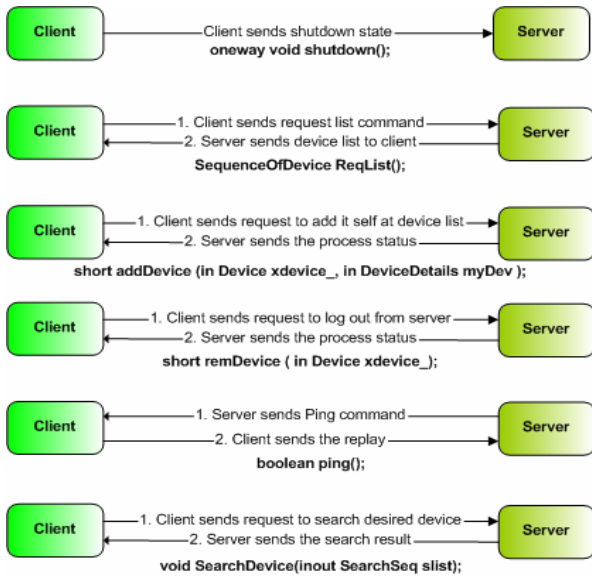 Client
Client sends shutdown state
Server
oneway void shutdown();
Client
1. Client sends request list command
2. Server sends device list to client
Server
SequenceOfDevice ReqList();
Client
1. Client sends request to add it self at device list
2. Server sends the process status
Server
short addDevice (in Device xdevice_, in DeviceDetails myDev );
Client
1. Client sends request to log out from server
2. Server sends the process status
Server
short remDevice ( in Device xdevice_);
Client
1. Server sends Ping command
2. Client sends the replay
Server
boolean ping();
Client
1. Client sends request to search desired device
2. Server sends the search result
Server
void SearchDevice(inout SearchSeq slist);